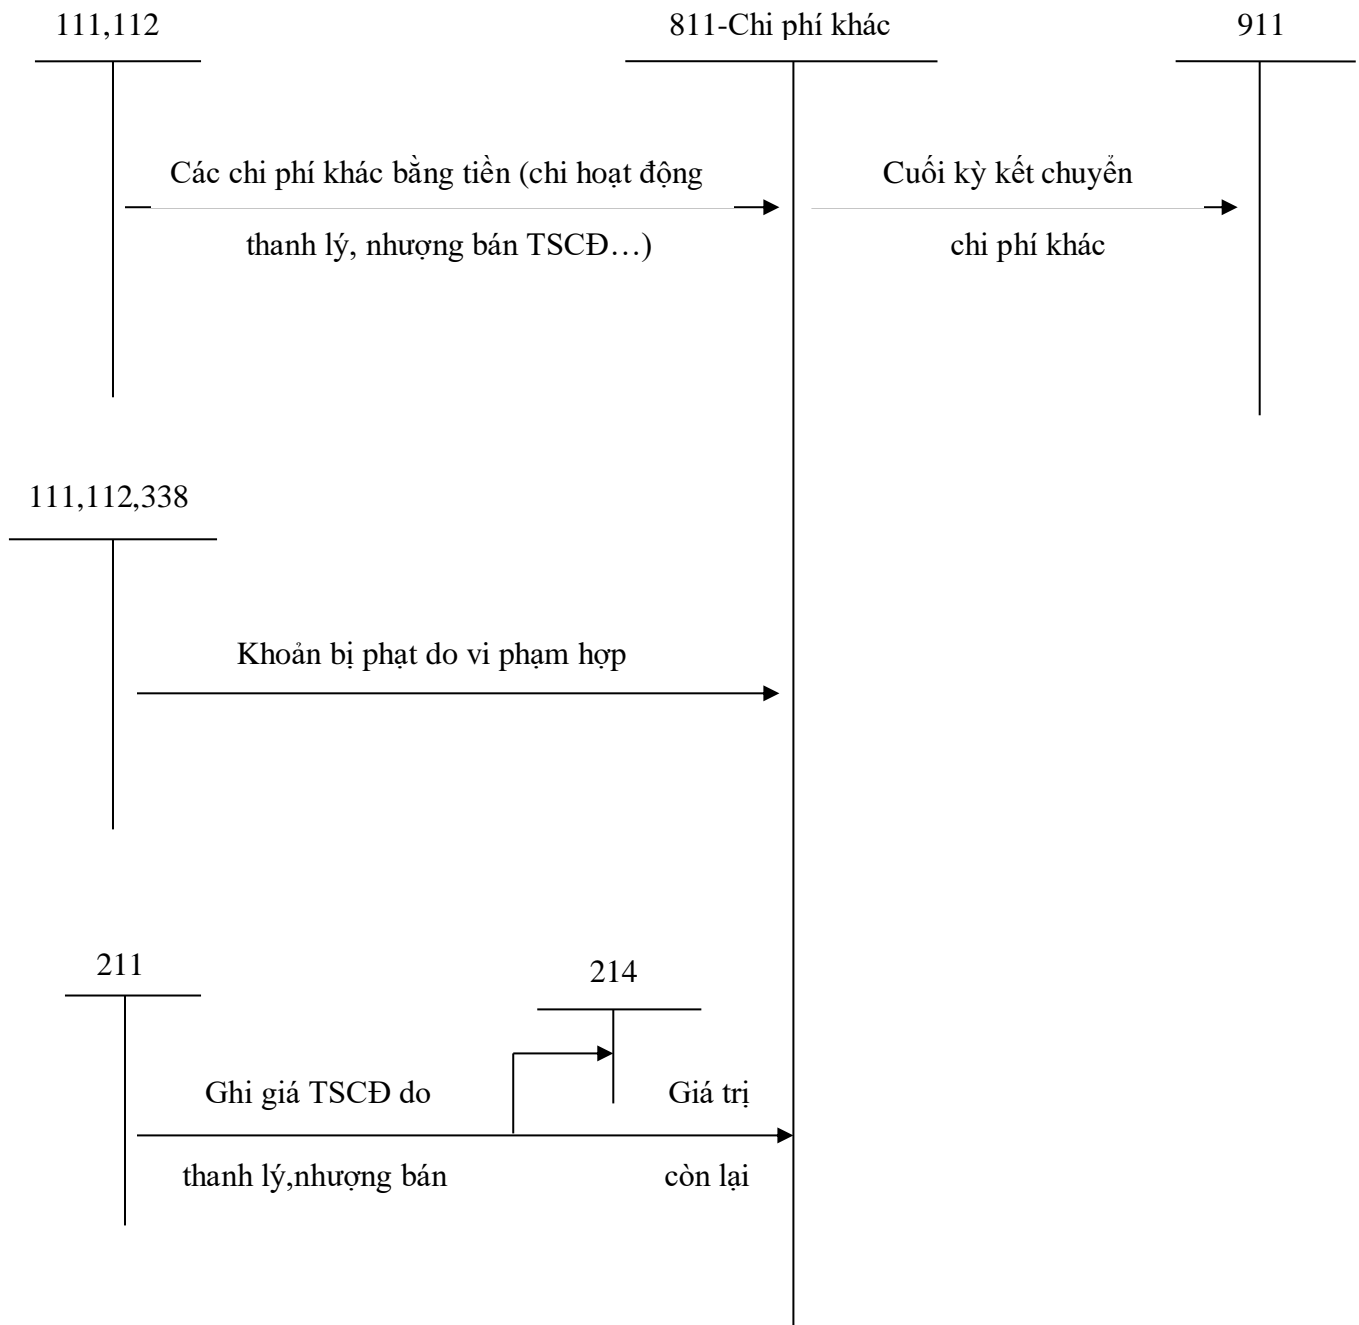 111,112
811-Chi phí khác
911
Các chi phí khác bằng tiền (chi hoạt động
thanh lý, nhượng bán TSCĐ…)
Cuối kỳ kết chuyển
chi phí khác
111,112,338
Khoản bị phạt do vi phạm hợp
211
214
Ghi giá TSCĐ do
thanh lý,nhượng bán
Giá trị
còn lại